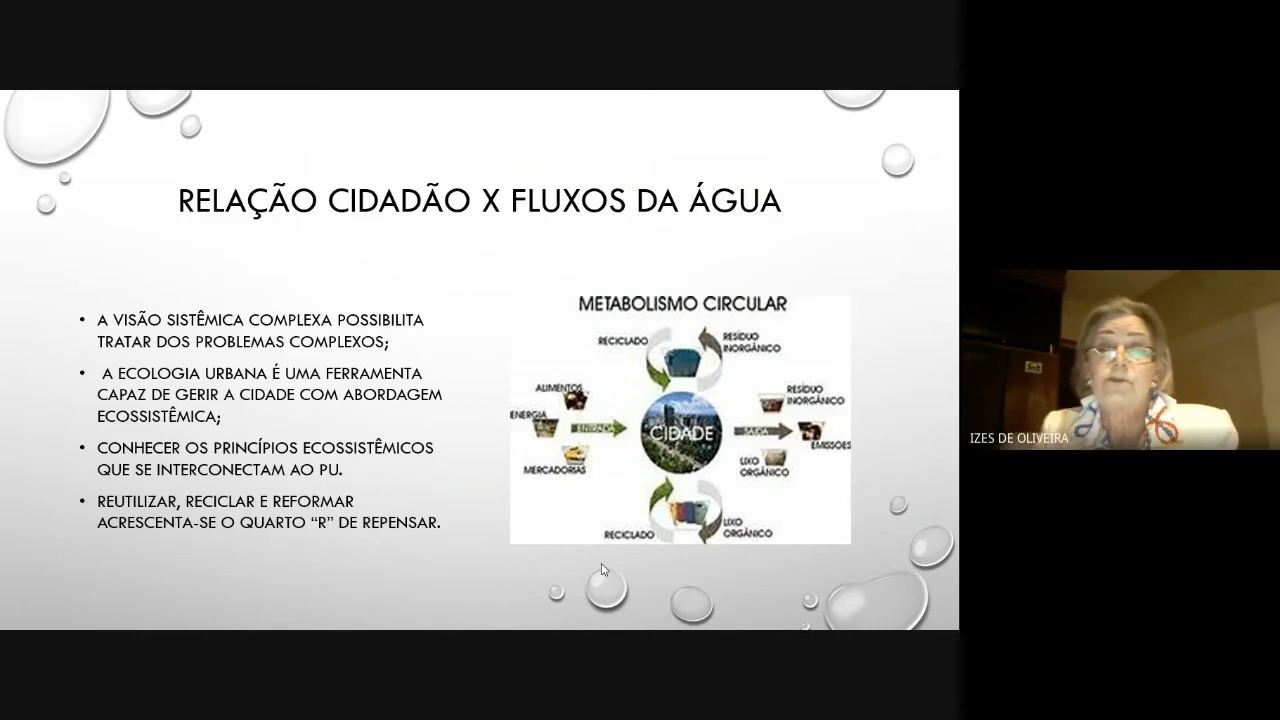 RELAÇÃO CIDADÃO X FLUXOS DA ÁGUA
• A VISÃO SISTÊMICA COMPLEXA POSSIBILITA
TRATAR DOS PROBLEMAS COMPLEXOS;
• A ECOLOGIA URBANA É UMA FERRAMENTA
CAPAZ DE GERIR A CIDADE COM ABORDAGEM
ECOSSISTÊMICA;
• CONHECER OS PRINCÍPIOS ECOSSISTÊMICOS
QUE SE INTERCONECTAM AO PU.
• REUTILIZAR, RECICLAR E REFORMAR
ACRESCENTA-SE O QUARTO “R” DE REPENSAR.
METABOLISMO CIRCULAR
RECICLADO
RESÍDUO
INORGÂNICO
ALIMENTOS
ENERGIA
ENTRADA
MERCADORIAS
CIDADE
RESÍDUO
INORGÂNICO
SAÍDA
EMISSÕES
LIXO
ORGÂNICO
RECICLADO
LIXO
ORGÂNICO
IZES DE OLIVEIRA